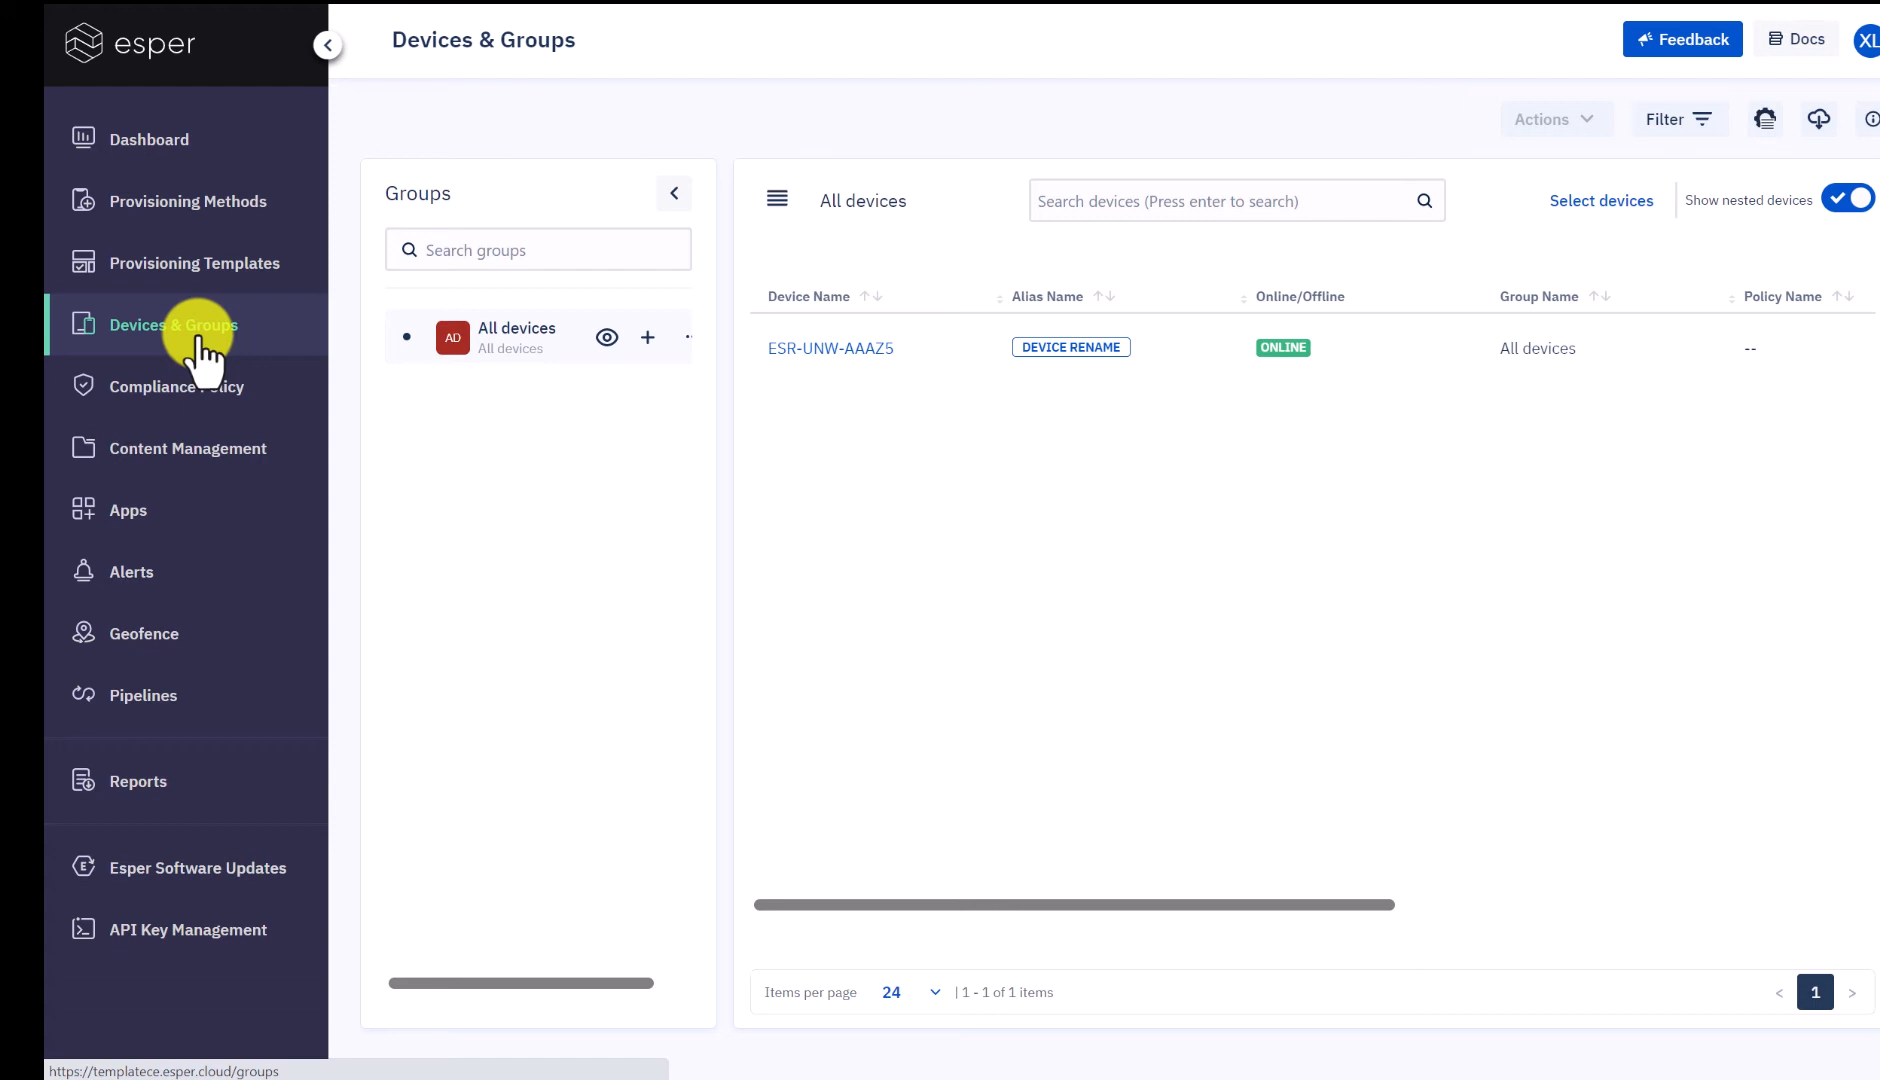 esper
Devices & Groups
Feedback
Docs
XL
Dashboard
Provisioning Methods
Provisioning Templates
Devices & Groups
Compliance Policy
Content Management
Apps
Alerts
Geofence
Pipelines
Reports
Esper Software Updates
API Key Management
Actions
Filter
Groups
Search groups
AD
All devices
All devices
All devices
Search devices (Press enter to search)
Select devices
Show nested devices
Device Name
Alias Name
Online/Offline
Group Name
Policy Name
ESR-UNW-AAAZ5
DEVICE RENAME
ONLINE
All devices
--
Items per page
24
| 1 - 1 of 1 items
<
1
>
https://templatece.esper.cloud/groups